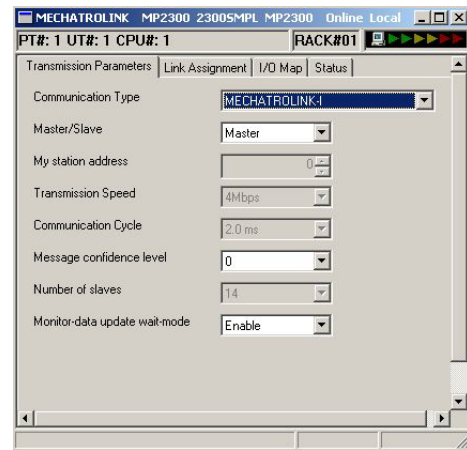 MECHATROLINK MP2300 2300SMPL MP2300 Online Local
PT#: 1 UT#: 1 CPU#: 1 RACK#01
Transmission Parameters Link Assignment I/O Map Status
Communication Type MECHATROLINK-I
Master/Slave Master
My station address 0
Transmission Speed 4Mbps
Communication Cycle 2.0 ms
Message confidence level 0
Number of slaves 14
Monitor-data update wait-mode Enable